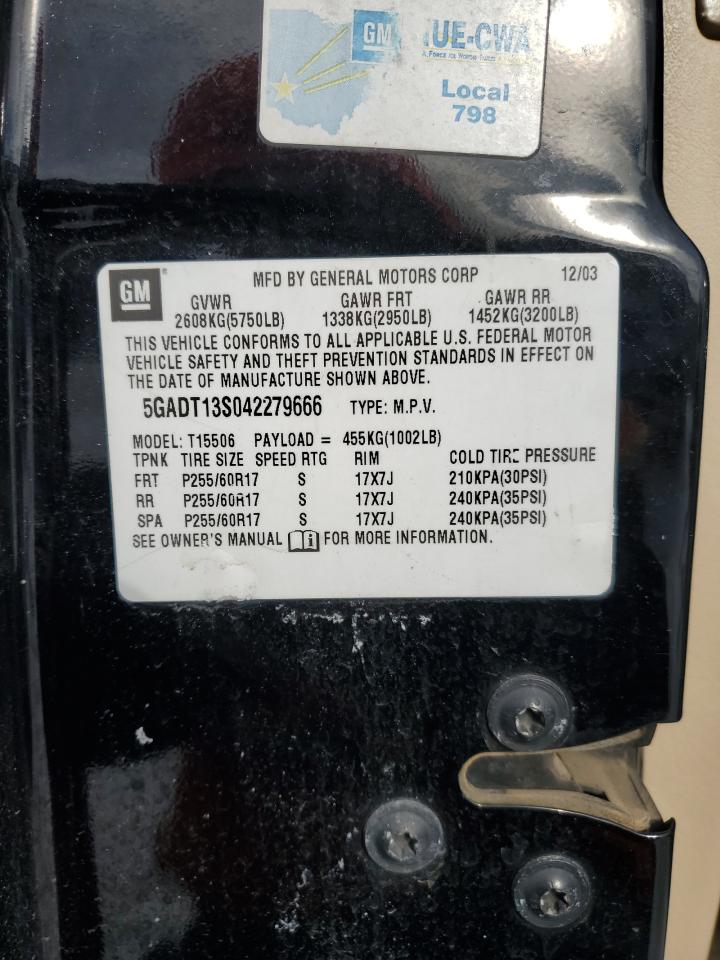 GM
UE-CWA
A Force for
Local
798
GM
MFD BY GENERAL MOTORS CORP 12/03
GVWR GAWR FRT GAWR RR
2608KG(5750LB) 1338KG(2950LB) 1452KG(3200LB)
THIS VEHICLE CONFORMS TO ALL APPLICABLE U.S. FEDERAL MOTOR
VEHICLE SAFETY AND THEFT PREVENTION STANDARDS IN EFFECT ON
THE DATE OF MANUFACTURE SHOWN ABOVE.
5GADT13S042279666 TYPE: M.P.V.
MODEL: T15506 PAYLOAD = 455KG(1002LB)
TPNK TIRE SIZE SPEED RTG RIM COLD TIRE PRESSURE
FRT P255/60R17 S 17X7J 210KPA(30PSI)
RR P255/60R17 S 17X7J 240KPA(35PSI)
SPA P255/60R17 S 17X7J 240KPA(35PSI)
SEE OWNER'S MANUAL i FOR MORE INFORMATION.